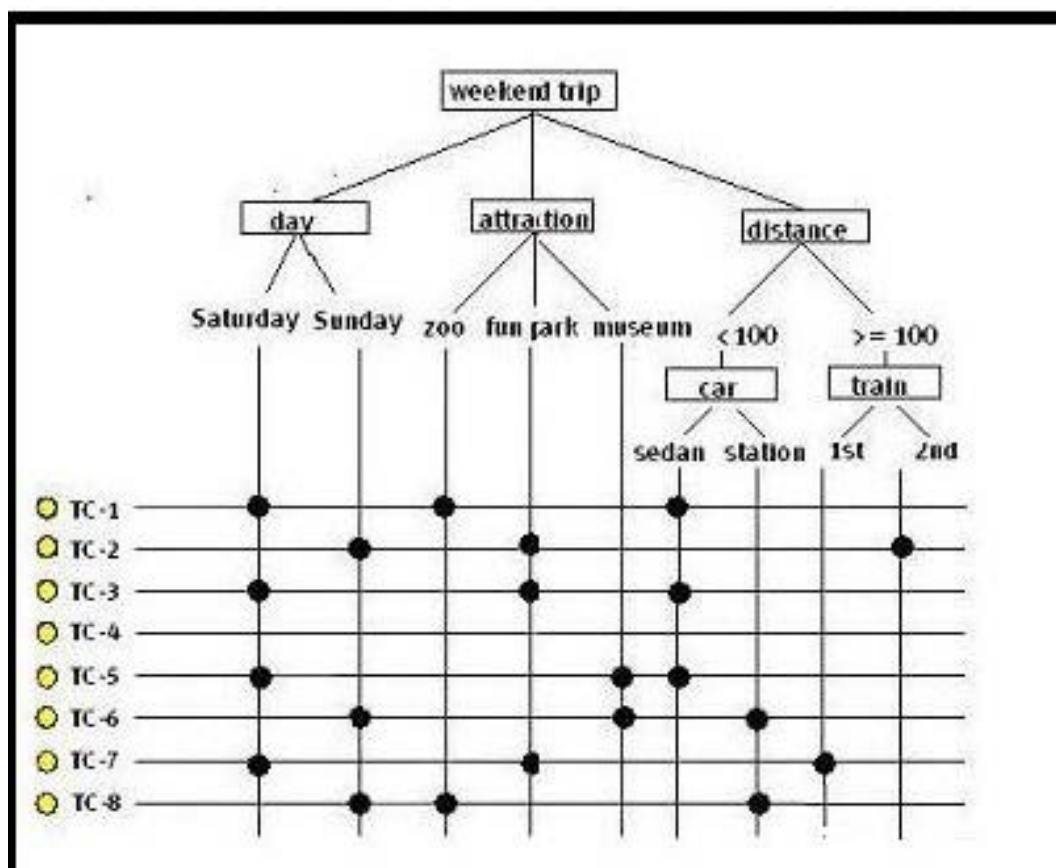 weekend trip
day attraction distance
Saturday Sunday zoo fun park museum < 100 >= 100
car train
sedan station 1st 2nd
TC-1
TC-2
TC-3
TC-4
TC-5
TC-6
TC-7
TC-8